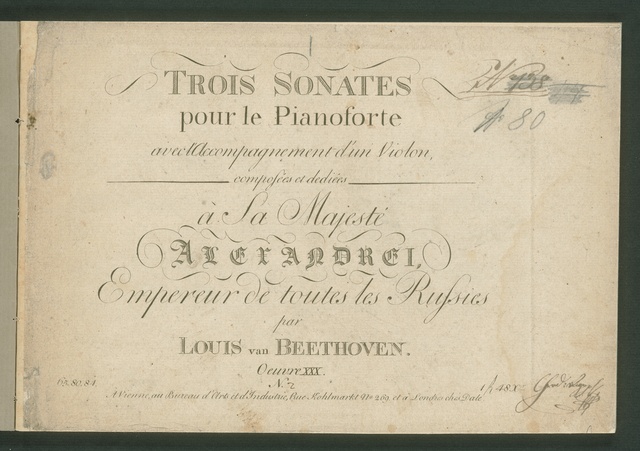 TROIS SONATES
pour le Pianoforte
avec l'Accompagnement d'un Violon,
composées et dediées
à Sa Majesté
ALEXANDRE I,
Empereur de toutes les Russies
par
LOUIS van BEETHOVEN.
Oeuvre XXX.
N. 2
A Vienne, au Bureau d'Arts et d'Industrie, Rue Kohlmarkt No 269 et à Londres chez Dale.
N 138
80